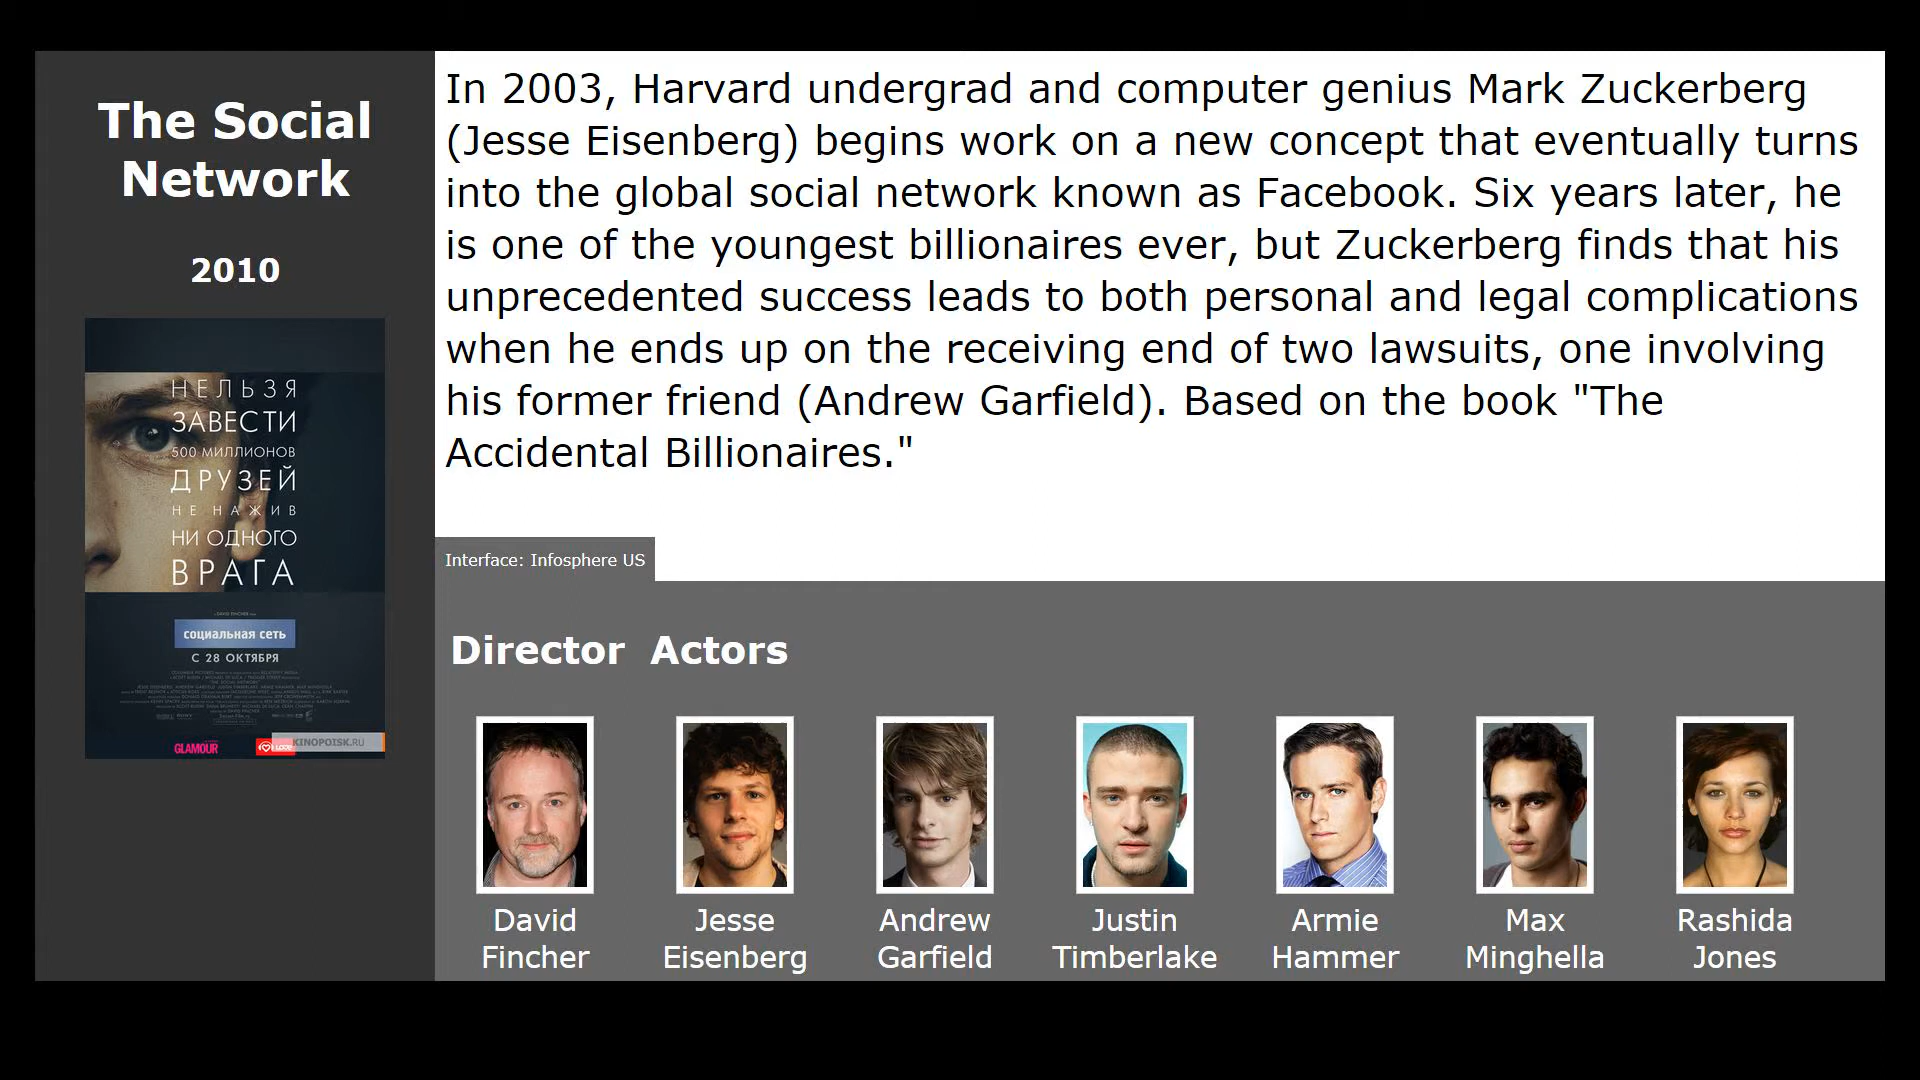 The Social
Network
2010
НЕЛЬЗЯ
ЗАВЕСТИ
500 МИЛЛИОНОВ
ДРУЗЕЙ
НЕ НАЖИВ
НИ ОДНОГО
ВРАГА
социальная сеть
С 28 ОКТЯБРЯ
GLAMOUR
KINOPOISK.RU
In 2003, Harvard undergrad and computer genius Mark Zuckerberg
(Jesse Eisenberg) begins work on a new concept that eventually turns
into the global social network known as Facebook. Six years later, he
is one of the youngest billionaires ever, but Zuckerberg finds that his
unprecedented success leads to both personal and legal complications
when he ends up on the receiving end of two lawsuits, one involving
his former friend (Andrew Garfield). Based on the book "The
Accidental Billionaires."
Interface: Infosphere US
Director Actors
David
Fincher
Jesse
Eisenberg
Andrew
Garfield
Justin
Timberlake
Armie
Hammer
Max
Minghella
Rashida
Jones